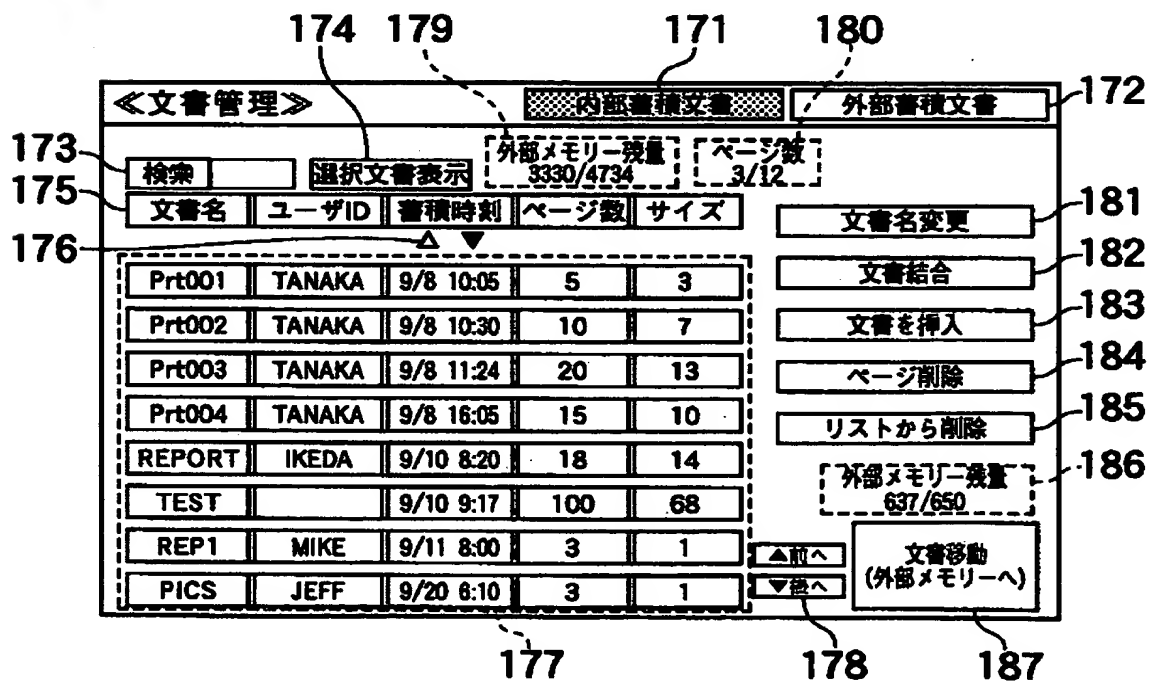 174 179 171 180
≪文書管理≫ 内部蓄積文書 外部蓄積文書 172
173 検索 選択文書表示 外部メモリー残量 ページ数
3330/4734 3/12
175 文書名 ユーザID 蓄積時刻 ページ数 サイズ 文書名変更 181
176 △ ▼
Prt001 TANAKA 9/8 10:05 5 3 文書結合 182
Prt002 TANAKA 9/8 10:30 10 7 文書を挿入 183
Prt003 TANAKA 9/8 11:24 20 13 ページ削除 184
Prt004 TANAKA 9/8 16:05 15 10 リストから削除 185
REPORT IKEDA 9/10 8:20 18 14 外部メモリー残量 186
TEST 9/10 9:17 100 68 637/650
REP1 MIKE 9/11 8:00 3 1 ▲前へ 文書移動
PICS JEFF 9/20 6:10 3 1 ▼後へ (外部メモリーへ)
177 178 187